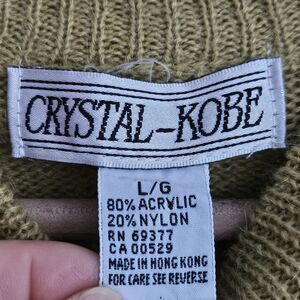 CRYSTAL-KOBE
L/G
80% ACRYLIC
20% NYLON
RN 69377
CA 00529
MADE IN HONG KONG
FOR CARE SEE REVERSE